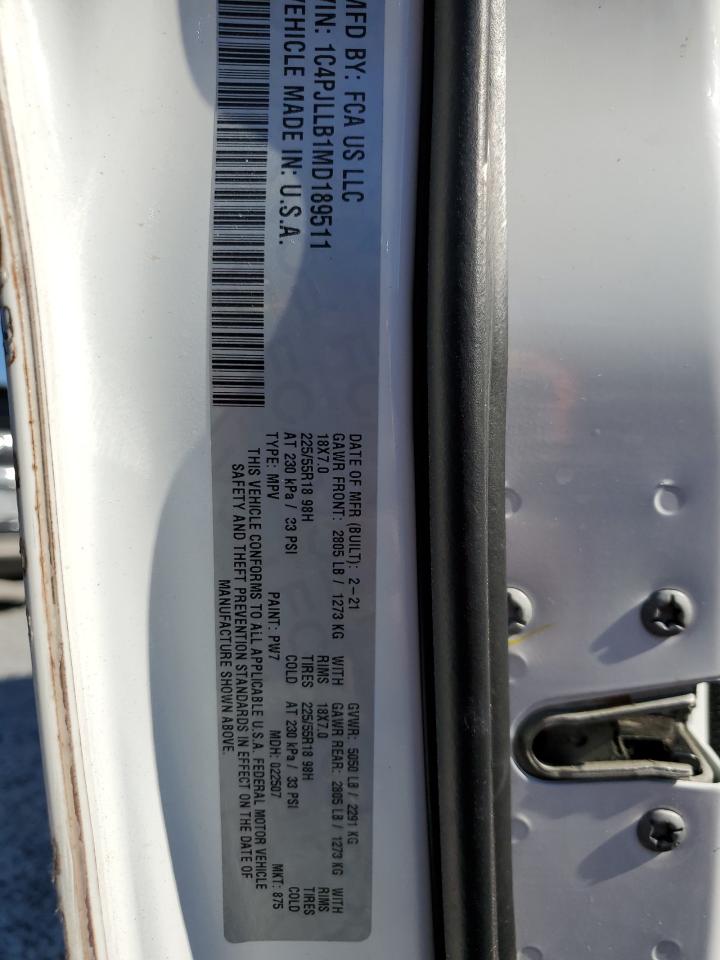 MFD BY: FCA US LLC
VIN: 1C4PJLLB1MD189511
VEHICLE MADE IN: U.S.A.
DATE OF MFR (BUILT): 2-21 GVWR: 5050 LB / 2291 KG
GAWR FRONT: 2805 LB / 1273 KG WITH GAWR REAR: 2805 LB / 1273 KG WITH
18X7.0 RIMS 18X7.0 RIMS
225/55R18 98H TIRES 225/55R18 98H TIRES
AT 230 kPa / 33 PSI COLD AT 230 kPa / 33 PSI COLD
TYPE: MPV PAINT: PW7 MDH: 022507 MKT: 875
THIS VEHICLE CONFORMS TO ALL APPLICABLE U.S.A. FEDERAL MOTOR VEHICLE
SAFETY AND THEFT PREVENTION STANDARDS IN EFFECT ON THE DATE OF
MANUFACTURE SHOWN ABOVE.